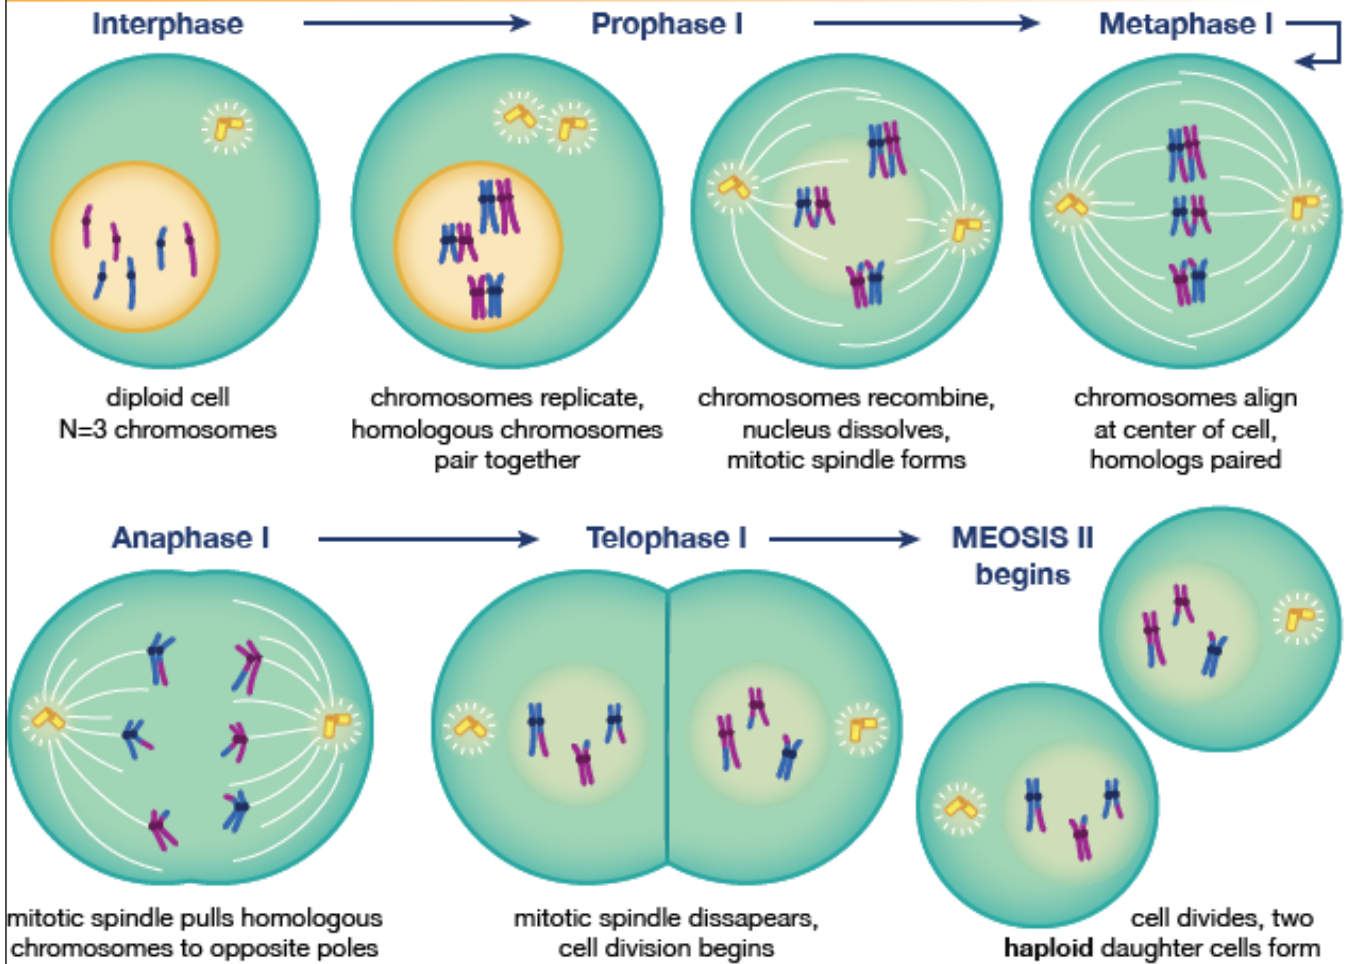 Interphase
Prophase I
Metaphase I
diploid cell
N=3 chromosomes
chromosomes replicate,
homologous chromosomes
pair together
chromosomes recombine,
nucleus dissolves,
mitotic spindle forms
chromosomes align
at center of cell,
homologs paired
Anaphase I
Telophase I
MEOSIS II
begins
mitotic spindle pulls homologous
chromosomes to opposite poles
mitotic spindle dissapears,
cell division begins
cell divides, two
haploid daughter cells form